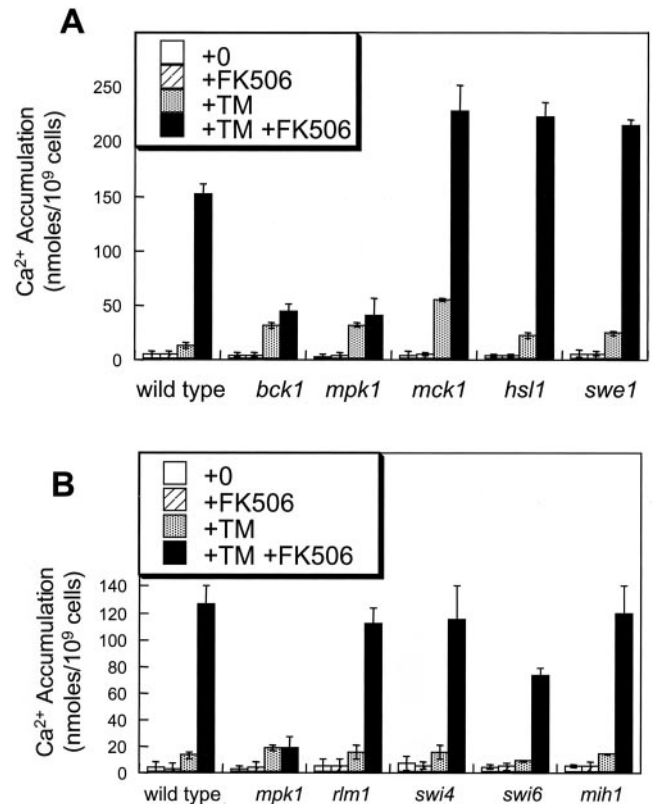 A
+0
+FK506
+TM
+TM +FK506
Ca2+ Accumulation
(nmoles/10⁹ cells)
250
200
150
100
50
0
wild type bck1 mpk1 mck1 hsl1 swe1
B
+0
+FK506
+TM
+TM +FK506
Ca2+ Accumulation
(nmoles/10⁹ cells)
140
120
100
80
60
40
20
0
wild type mpk1 rlm1 swi4 swi6 mih1